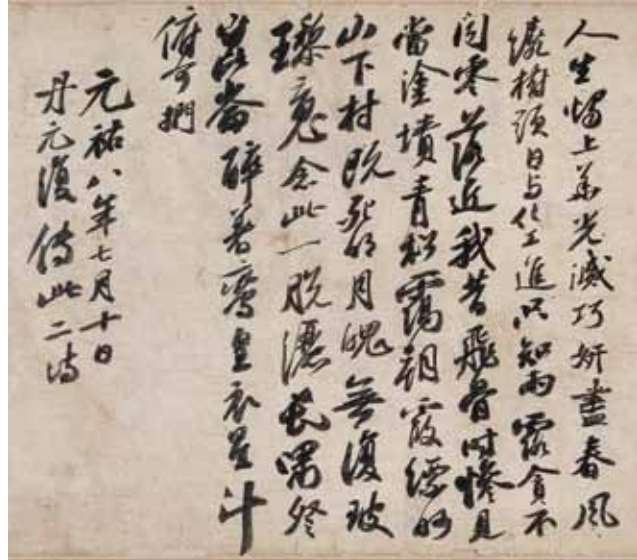 人生燭上華光滅巧妍盡春風
繞樹頭日与化工進只知雨露貪不
聞零落近我昔飛骨時慘見
當塗墳青松靄朝霞縹緲
山下村既死明月魄無復玻
瓈魂念此一脫灑長嘯登
崑崙醉著鸞皇衣星斗
俯可捫
元祐八年七月十日
丹元復傳此二詩